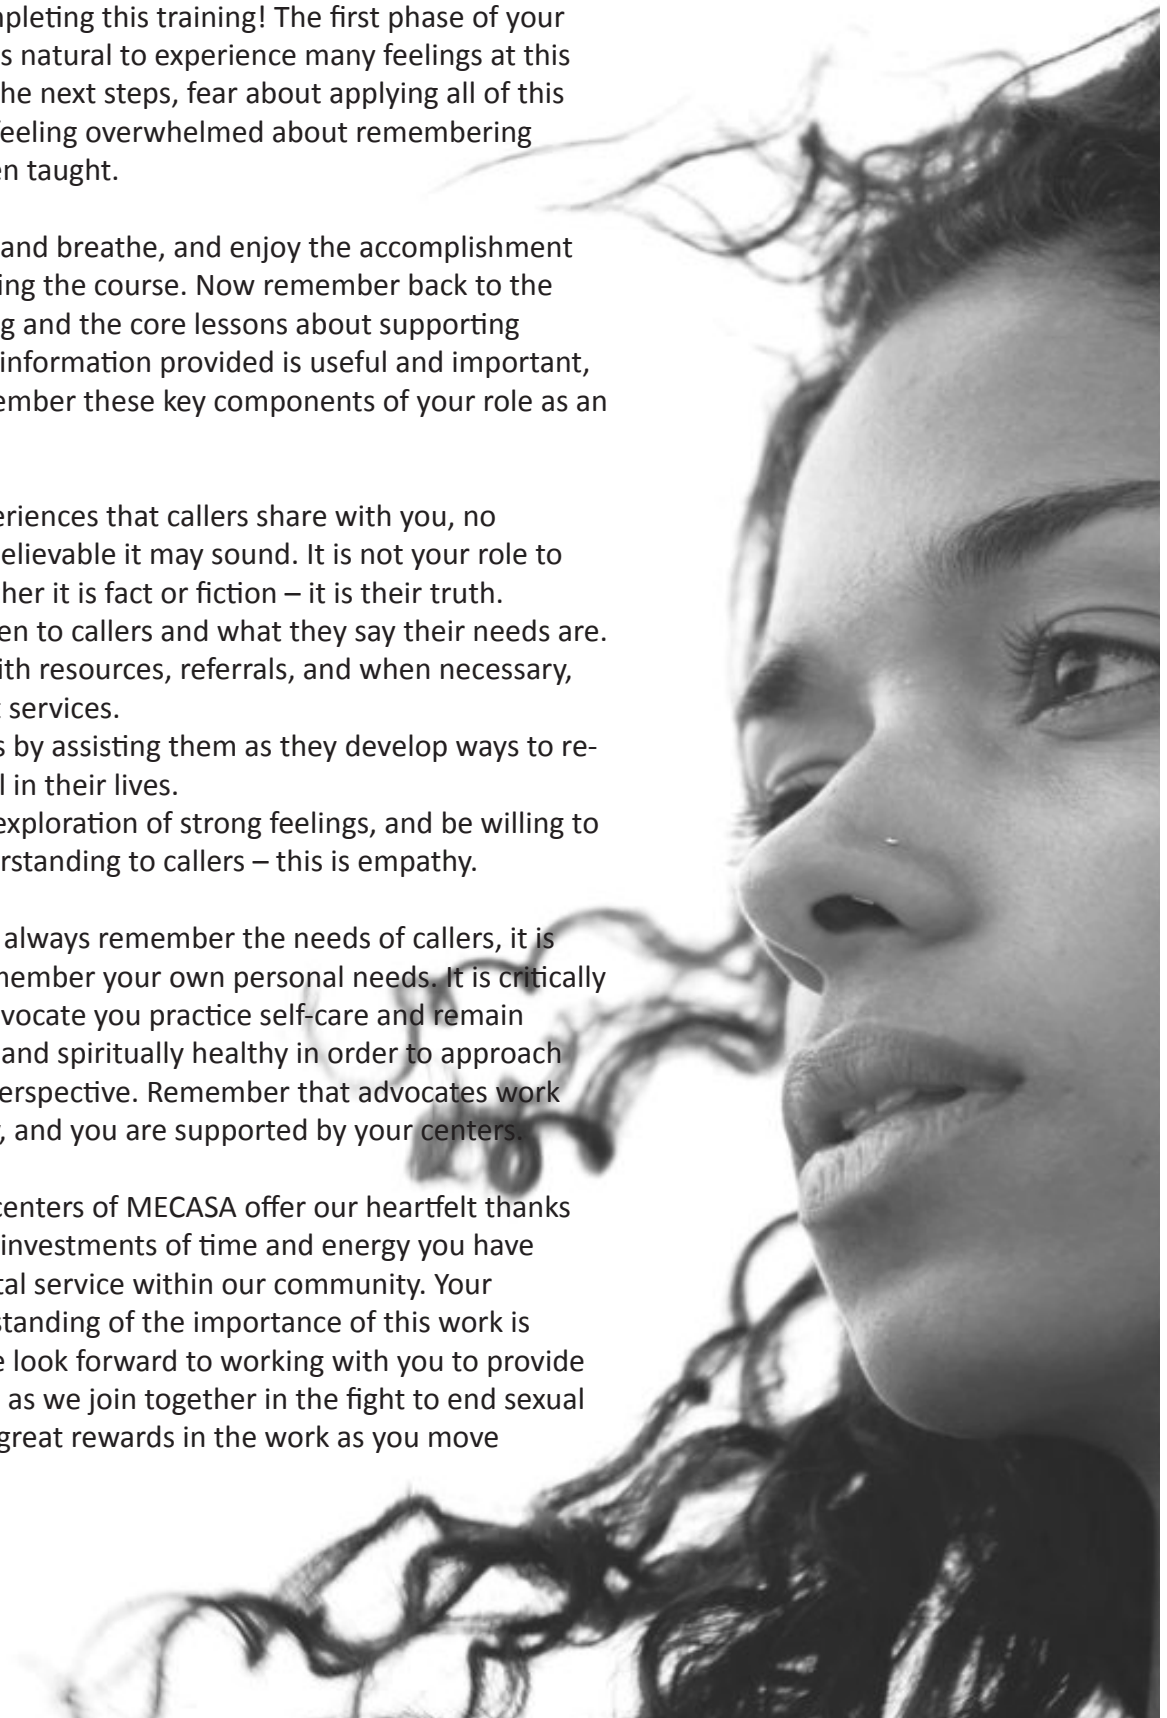 pleting this training! The first phase of your
s natural to experience many feelings at this
he next steps, fear about applying all of this
eeling overwhelmed about remembering
n taught.
and breathe, and enjoy the accomplishment
ing the course. Now remember back to the
g and the core lessons about supporting
information provided is useful and important,
ember these key components of your role as an
eriences that callers share with you, no
elievable it may sound. It is not your role to
her it is fact or fiction – it is their truth.
en to callers and what they say their needs are.
ith resources, referrals, and when necessary,
services.
s by assisting them as they develop ways to re-
l in their lives.
exploration of strong feelings, and be willing to
rstanding to callers – this is empathy.
always remember the needs of callers, it is
member your own personal needs. It is critically
vocate you practice self-care and remain
and spiritually healthy in order to approach
erspective. Remember that advocates work
, and you are supported by your centers.
centers of MECASA offer our heartfelt thanks
investments of time and energy you have
tal service within our community. Your
standing of the importance of this work is
e look forward to working with you to provide
as we join together in the fight to end sexual
great rewards in the work as you move